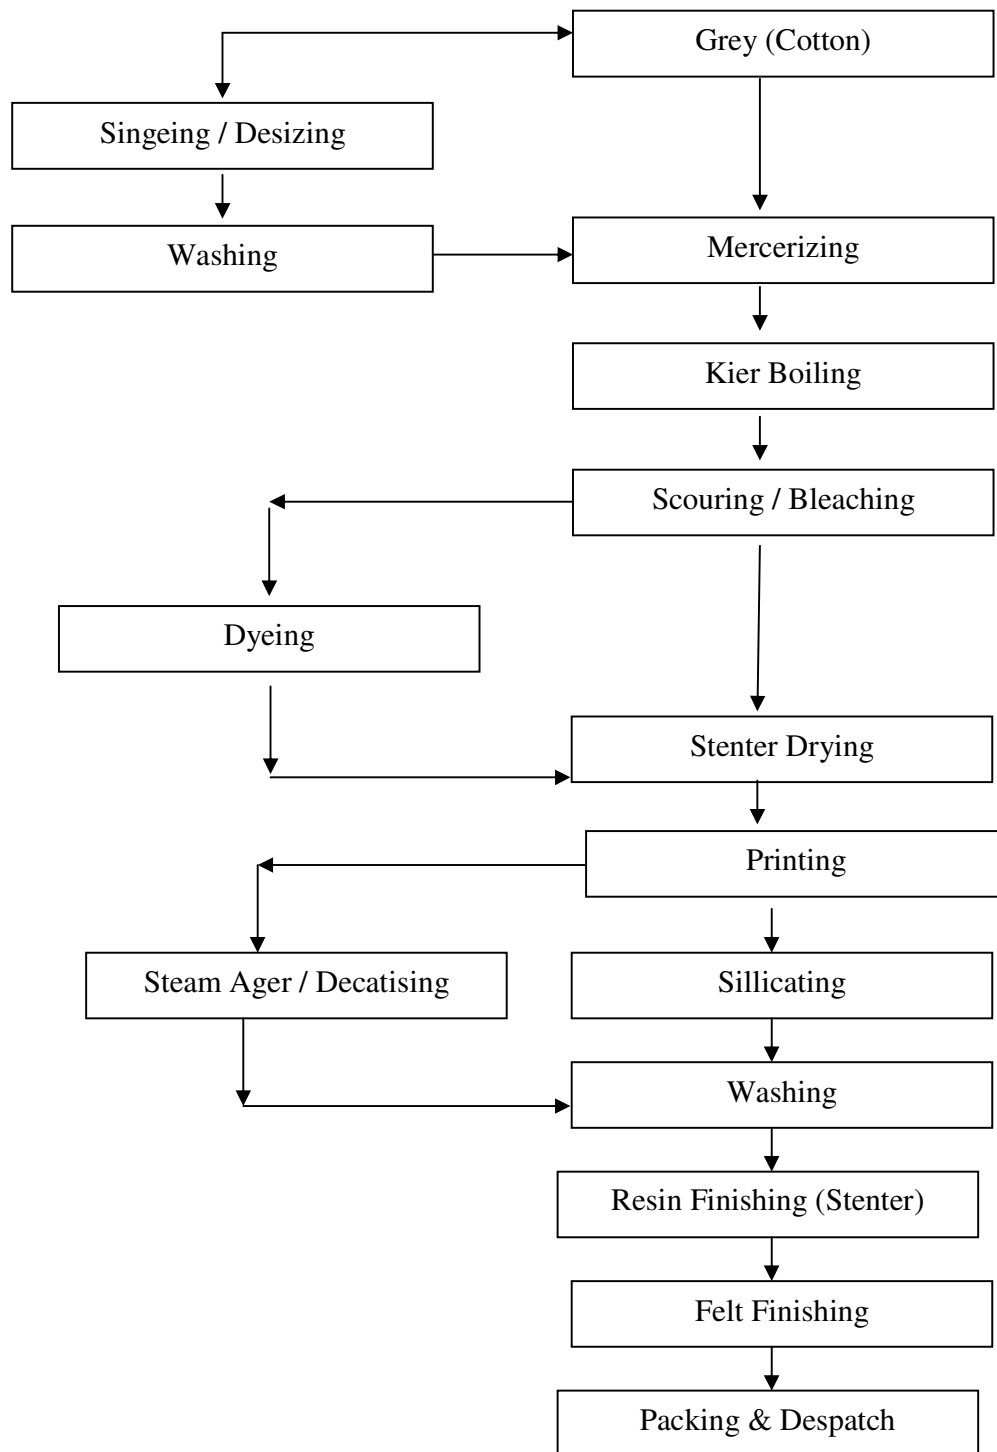 Grey (Cotton)
Singeing / Desizing
Washing
Mercerizing
Kier Boiling
Scouring / Bleaching
Dyeing
Stenter Drying
Printing
Steam Ager / Decatising
Sillicating
Washing
Resin Finishing (Stenter)
Felt Finishing
Packing & Despatch